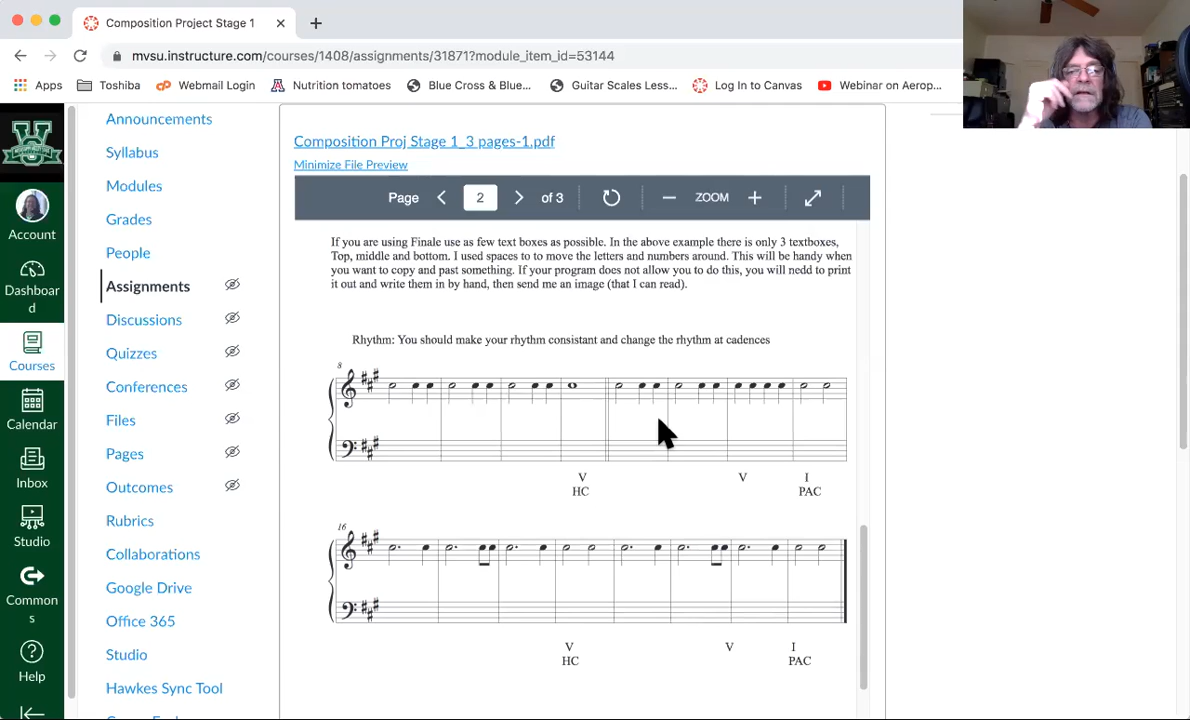 Composition Project Stage 1
mvsu.instructure.com/courses/1408/assignments/31871?module_item_id=53144
Apps Toshiba Webmail Login Nutrition tomatoes Blue Cross & Blue... Guitar Scales Less... Log In to Canvas Webinar on Aerop...
Account
Dashboar
d
Courses
Calendar
Inbox
Studio
Common
s
Help
Announcements
Syllabus
Modules
Grades
People
Assignments
Discussions
Quizzes
Conferences
Files
Pages
Outcomes
Rubrics
Collaborations
Google Drive
Office 365
Studio
Hawkes Sync Tool
Composition Proj Stage 1_3 pages-1.pdf
Minimize File Preview
Page 2 of 3 ZOOM
If you are using Finale use as few text boxes as possible. In the above example there is only 3 textboxes,
Top, middle and bottom. I used spaces to to move the letters and numbers around. This will be handy when
you want to copy and past something. If your program does not allow you to do this, you will nedd to print
it out and write them in by hand, then send me an image (that I can read).
Rhythm: You should make your rhythm consistant and change the rhythm at cadences
8
V V I
HC PAC
16
V V I
HC PAC